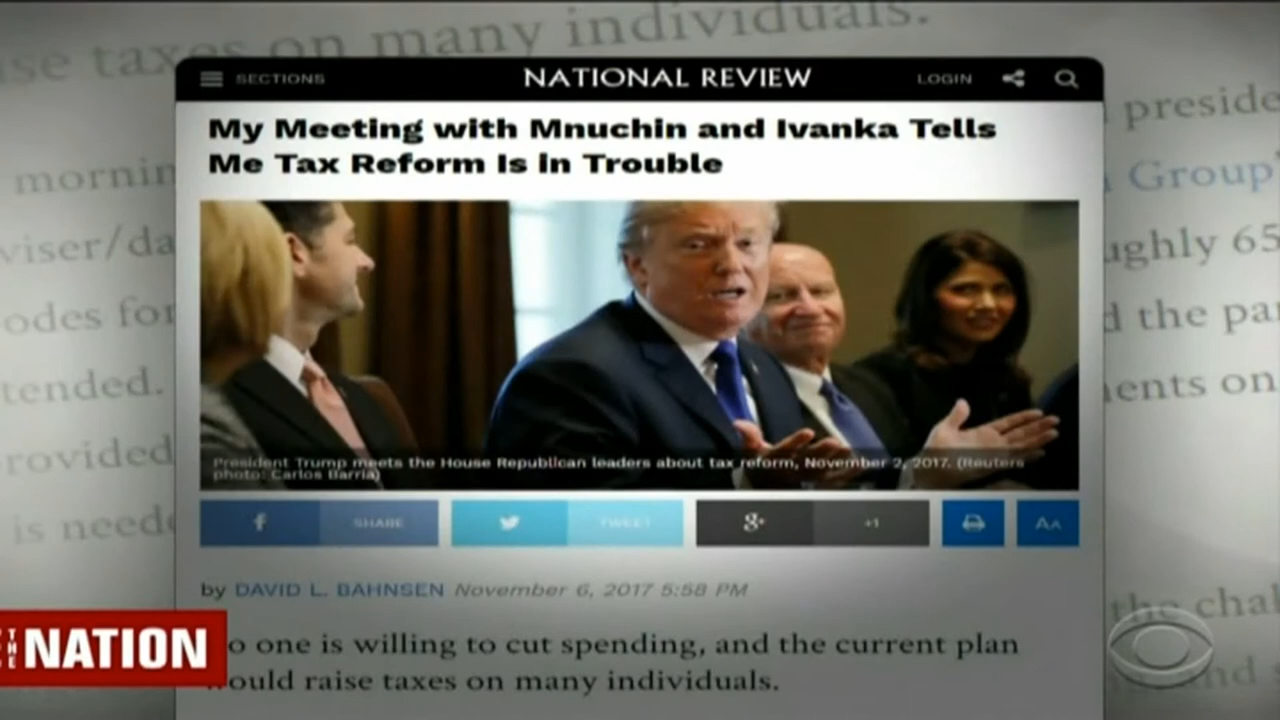 ise taxes on many individuals.
SECTIONS
NATIONAL REVIEW
LOGIN
My Meeting with Mnuchin and Ivanka Tells
Me Tax Reform Is in Trouble
President Trump meets the House Republican leaders about tax reform, November 2, 2017. (Reuters
photo: Carlos Barria)
SHARE
TWEET
g+
+1
AA
by DAVID L. BAHNSEN November 6, 2017 5:58 PM
o one is willing to cut spending, and the current plan
ould raise taxes on many individuals.
NATION
mornin
viser/da
odes for
tended.
rovided
is neede
preside
Group'
ughly 65
d the pa
ents on
the chal
nd s